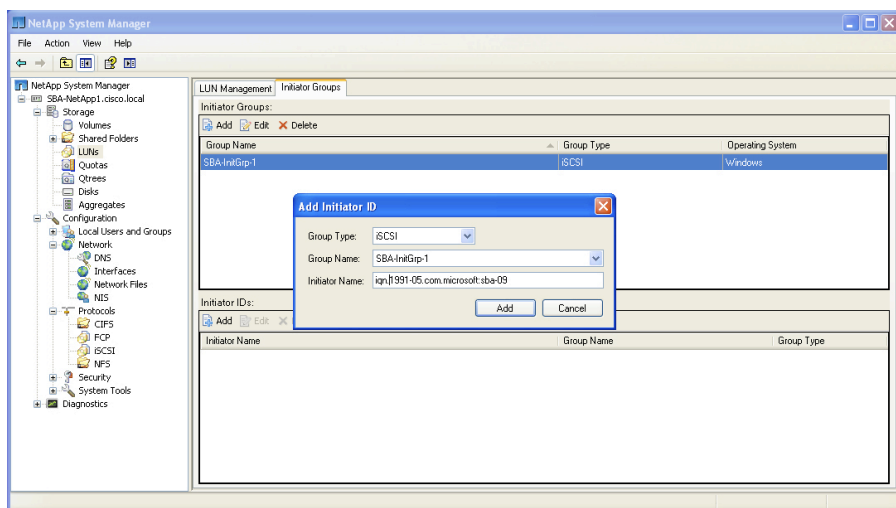 NetApp System Manager
File Action View Help
NetApp System Manager
SBA-NetApp1.cisco.local
Storage
Volumes
Shared Folders
LUNs
Quotas
Qtrees
Disks
Aggregates
Configuration
Local Users and Groups
Network
DNS
Interfaces
Network Files
NIS
Protocols
CIFS
FCP
iSCSI
NFS
Security
System Tools
Diagnostics
LUN Management Initiator Groups
Initiator Groups:
Add Edit Delete
Group Name Group Type Operating System
SBA-InitGrp-1 iSCSI Windows
Add Initiator ID
Group Type: iSCSI
Group Name: SBA-InitGrp-1
Initiator Name: iqn.1991-05.com.microsoft:sba-09
Add Cancel
Initiator IDs:
Add Edit
Initiator Name Group Name Group Type